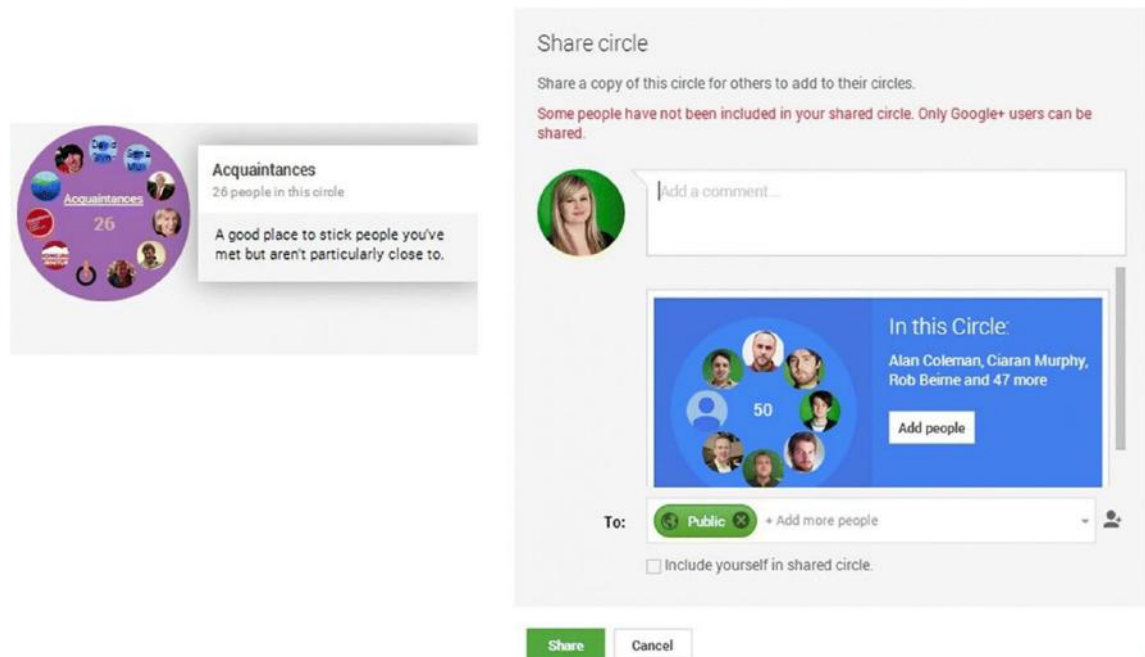 Acquaintances
26
Acquaintances
26 people in this circle
A good place to stick people you've
met but aren't particularly close to.
Share circle
Share a copy of this circle for others to add to their circles.
Some people have not been included in your shared circle. Only Google+ users can be
shared.
Add a comment...
50
In this Circle:
Alan Coleman, Ciaran Murphy,
Rob Beirne and 47 more
Add people
To:
Public
+ Add more people
Include yourself in shared circle.
Share
Cancel